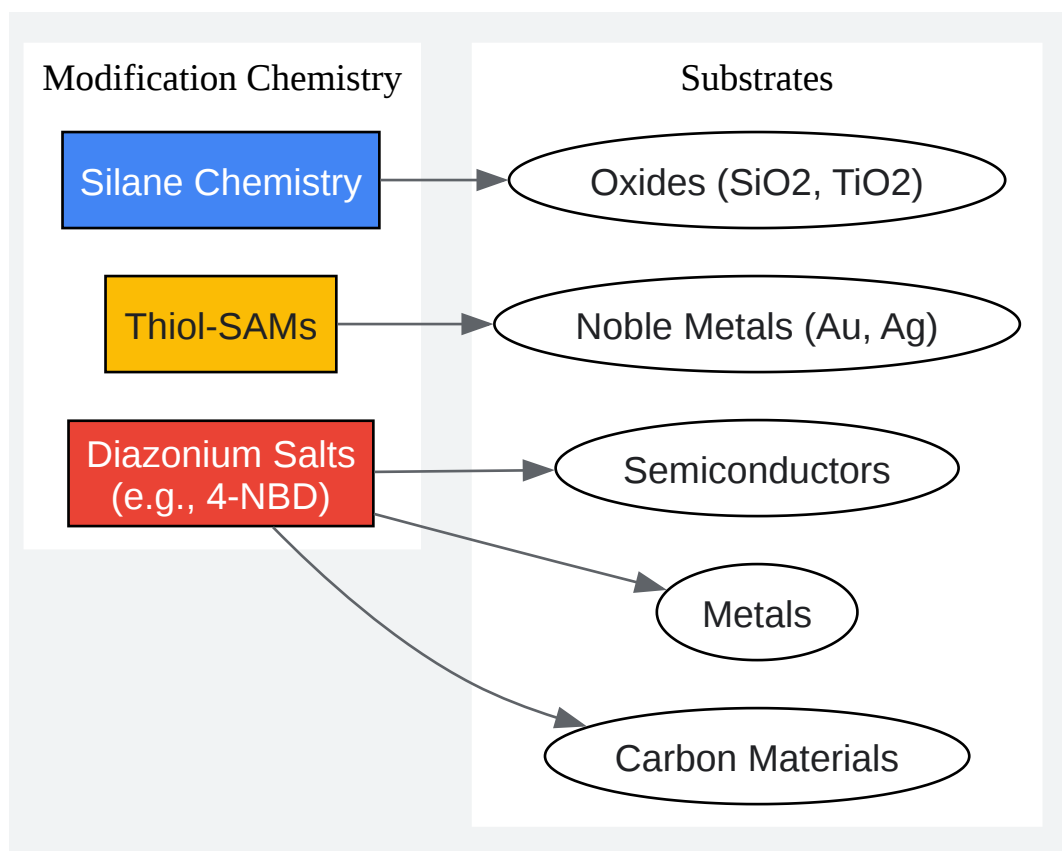 Modification Chemistry
Substrates
Silane Chemistry
Oxides (SiO2, TiO2)
Thiol-SAMs
Noble Metals (Au, Ag)
Diazonium Salts
(e.g., 4-NBD)
Semiconductors
Metals
Carbon Materials